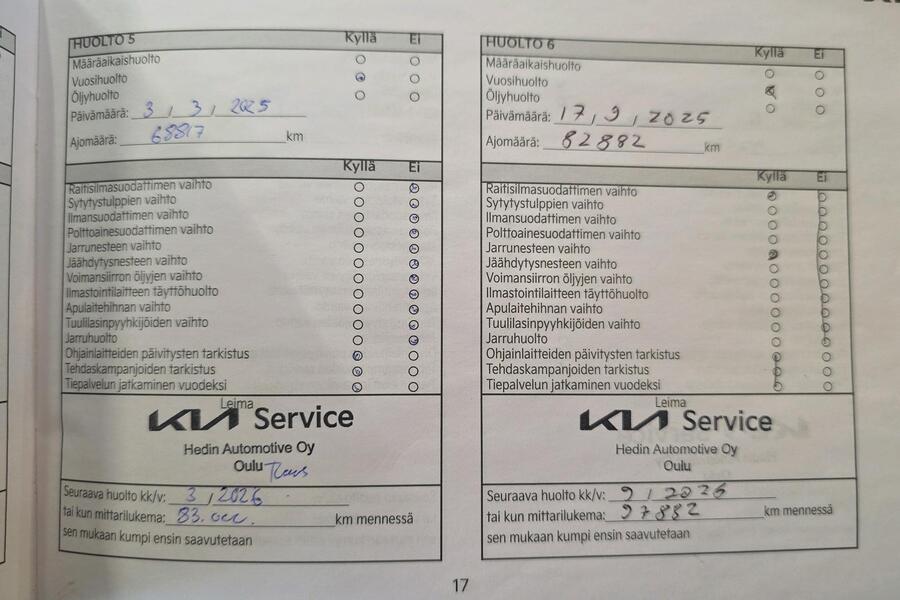 HUOLTO 5 Kyllä Ei
Määräaikaishuolto
Vuosihuolto
Öljyhuolto
Päivämäärä: 3 / 3 / 2025
Ajomäärä: 68817 km
Kyllä Ei
Raitisilmasuodattimen vaihto
Sytytystulppien vaihto
Ilmansuodattimen vaihto
Polttoainesuodattimen vaihto
Jarrunesteen vaihto
Jäähdytysnesteen vaihto
Voimansiirron öljyjen vaihto
Ilmastointilaitteen täyttöhuolto
Apulaitehihnan vaihto
Tuulilasinpyyhkijöiden vaihto
Jarruhuolto
Ohjainlaitteiden päivitysten tarkistus
Tehdaskampanjoiden tarkistus
Tiepalvelun jatkaminen vuodeksi
Leima
KIA Service
Hedin Automotive Oy
Oulu
Seuraava huolto kk/v: 3 / 2026
tai kun mittarilukema: 83.000. km mennessä
sen mukaan kumpi ensin saavutetaan
HUOLTO 6 Kyllä Ei
Määräaikaishuolto
Vuosihuolto
Öljyhuolto
Päivämäärä: 17 / 9 / 2025
Ajomäärä: 82882 km
Kyllä Ei
Raitisilmasuodattimen vaihto
Sytytystulppien vaihto
Ilmansuodattimen vaihto
Polttoainesuodattimen vaihto
Jarrunesteen vaihto
Jäähdytysnesteen vaihto
Voimansiirron öljyjen vaihto
Ilmastointilaitteen täyttöhuolto
Apulaitehihnan vaihto
Tuulilasinpyyhkijöiden vaihto
Jarruhuolto
Ohjainlaitteiden päivitysten tarkistus
Tehdaskampanjoiden tarkistus
Tiepalvelun jatkaminen vuodeksi
Leima
KIA Service
Hedin Automotive Oy
Oulu
Seuraava huolto kk/v: 9 / 2026
tai kun mittarilukema: 97882 km mennessä
sen mukaan kumpi ensin saavutetaan
17